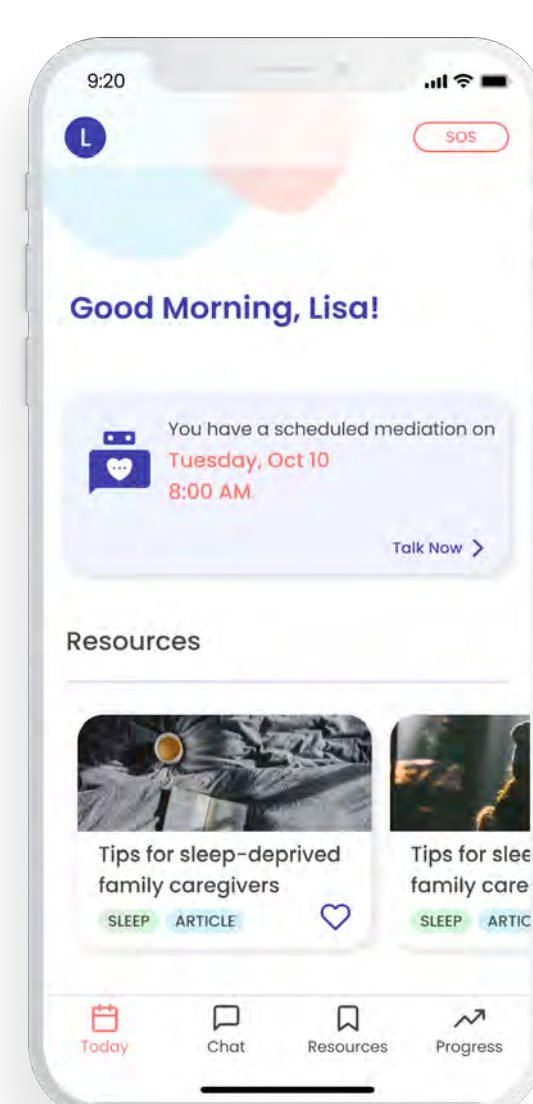 9:20
L
SOS
Good Morning, Lisa!
You have a scheduled mediation on
Tuesday, Oct 10
8:00 AM
Talk Now
Resources
Tips for sleep-deprived
family caregivers
SLEEP ARTICLE
Tips for slee
family care
SLEEP ARTIC
Today Chat Resources Progress